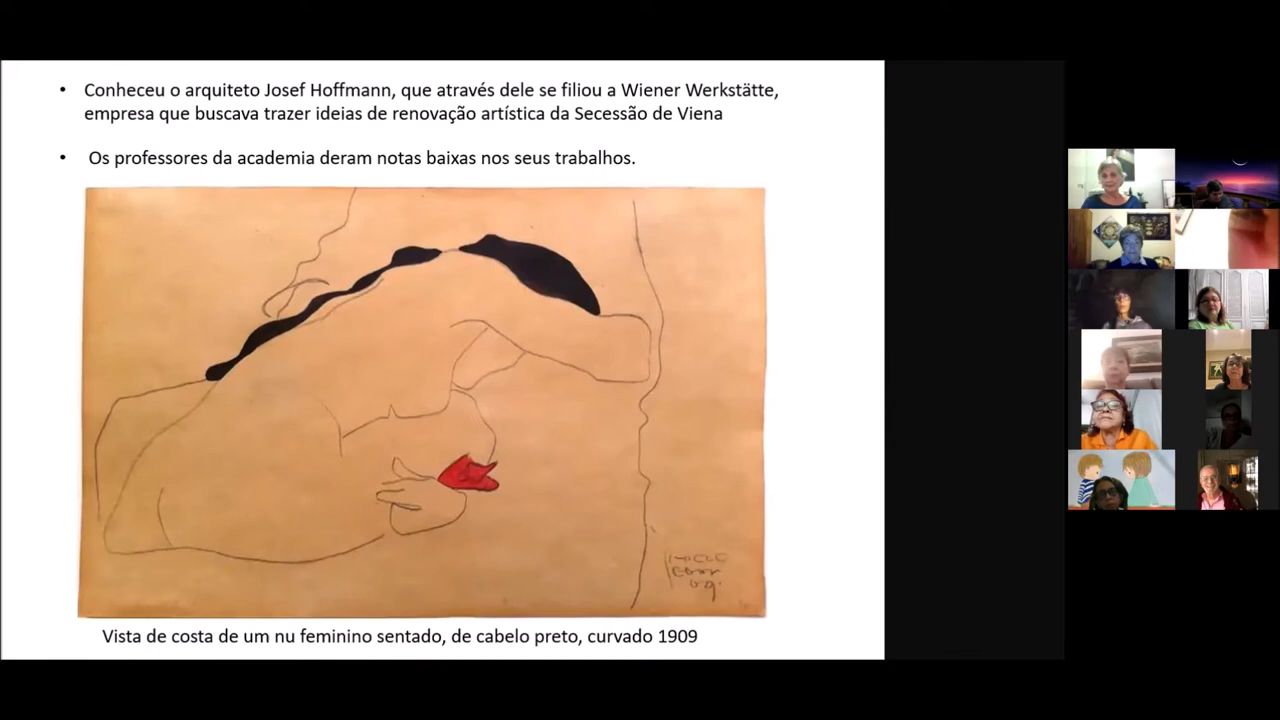 • Conheceu o arquiteto Josef Hoffmann, que através dele se filiou a Wiener Werkstätte,
empresa que buscava trazer ideias de renovação artística da Secessão de Viena
• Os professores da academia deram notas baixas nos seus trabalhos.
09.
Vista de costa de um nu feminino sentado, de cabelo preto, curvado 1909